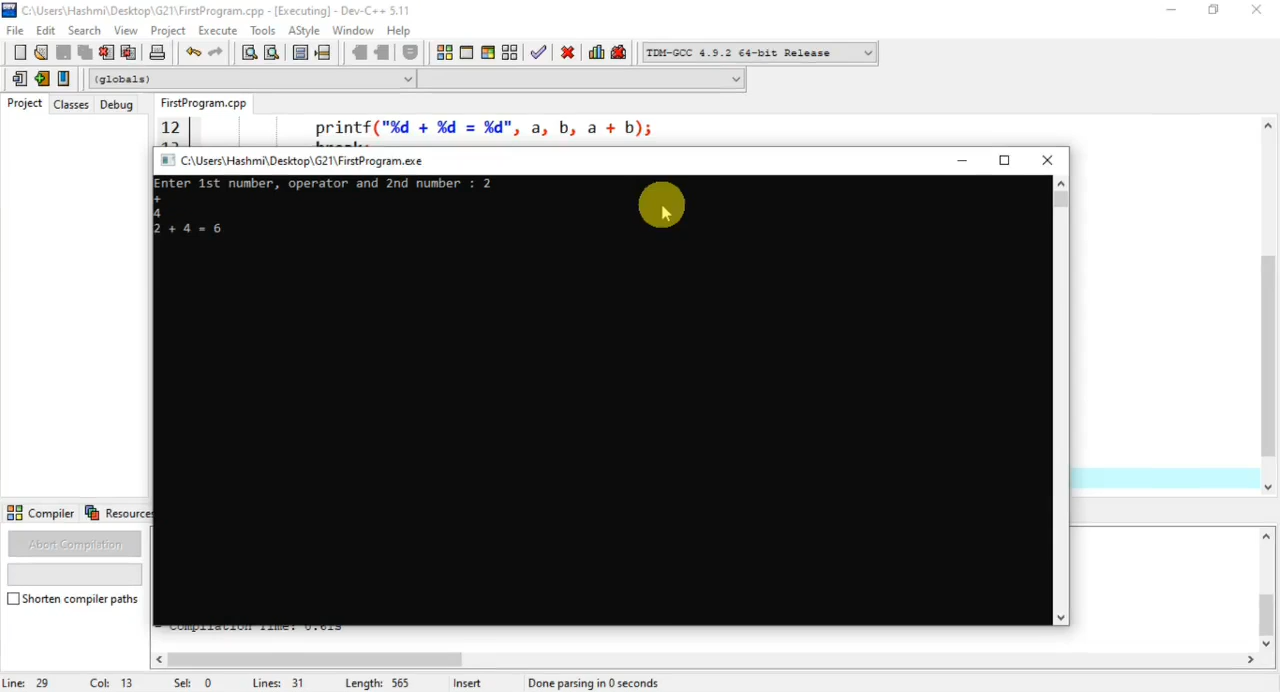 C:\Users\Hashmi\Desktop\G21\FirstProgram.cpp - [Executing] - Dev-C++ 5.11
File Edit Search View Project Execute Tools AStyle Window Help
TDM-GCC 4.9.2 64-bit Release
(globals)
Project Classes Debug FirstProgram.cpp
12 printf("%d + %d = %d", a, b, a + b);
C:\Users\Hashmi\Desktop\G21\FirstProgram.exe
Enter 1st number, operator and 2nd number : 2
+
4
2 + 4 = 6
Compiler Resources
Abort Compilation
Shorten compiler paths
- Compilation Time:
Line: 29 Col: 13 Sel: 0 Lines: 31 Length: 565 Insert Done parsing in 0 seconds